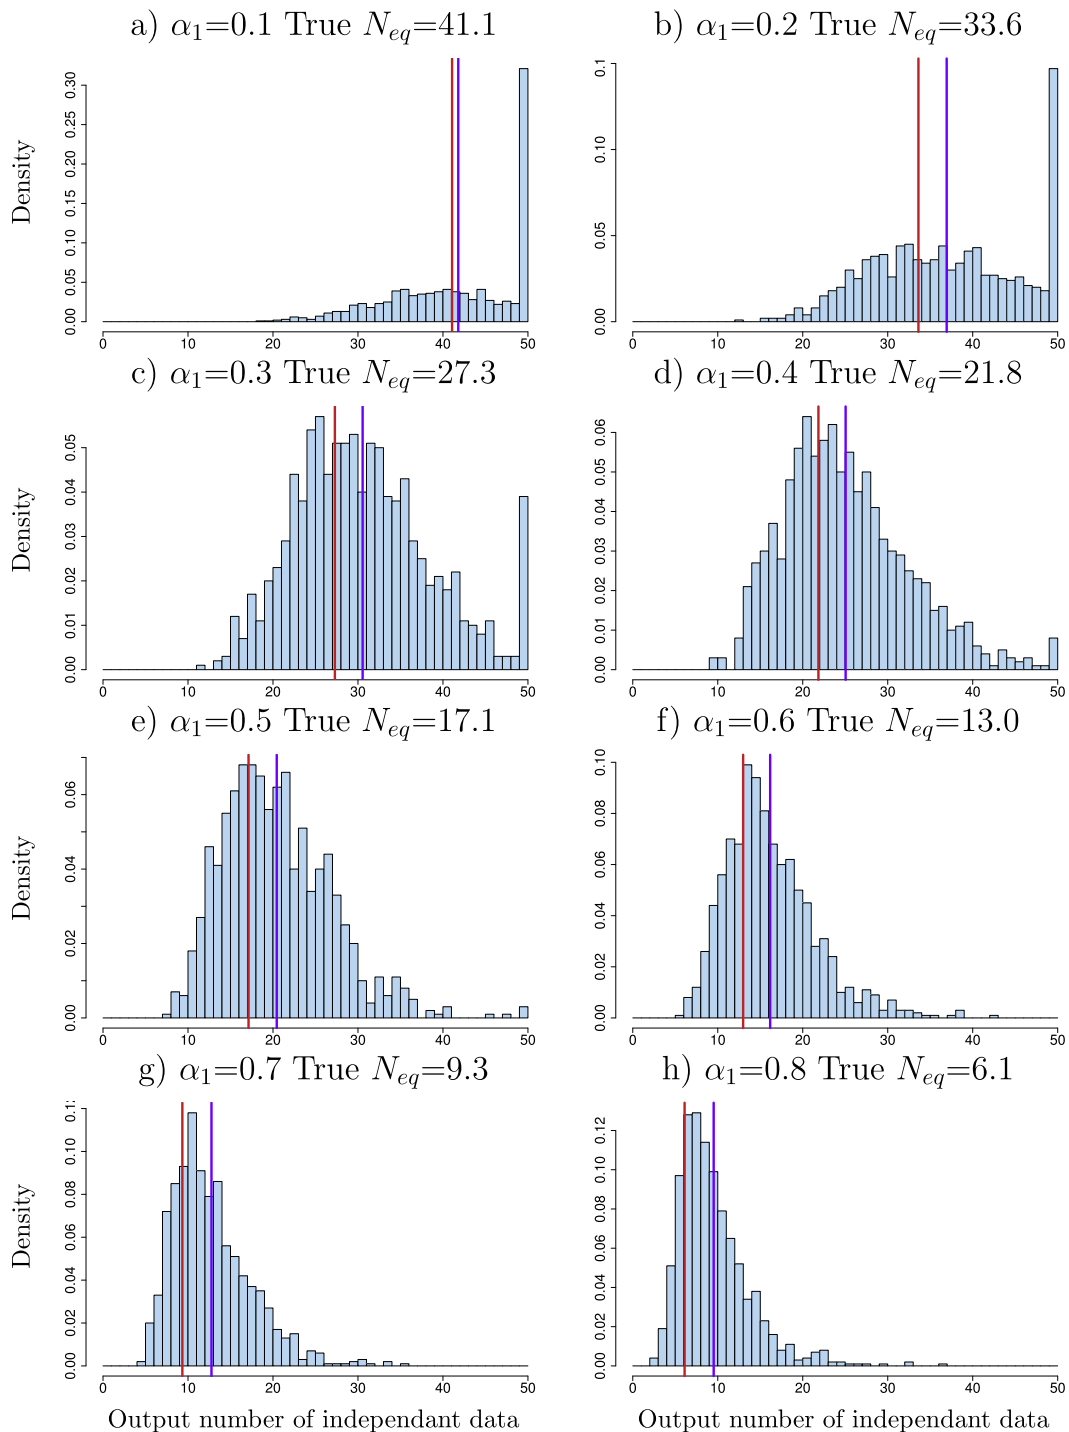 a) α₁=0.1 True Nₑq=41.1
b) α₁=0.2 True Nₑq=33.6
Density
0.00 0.05 0.10 0.15 0.20 0.25 0.30
0 10 20 30 40 50
0.00 0.05 0.10 0.1
0 10 20 30 40 50
c) α₁=0.3 True Nₑq=27.3
d) α₁=0.4 True Nₑq=21.8
Density
0.00 0.01 0.02 0.03 0.04 0.05
0 10 20 30 40 50
0.00 0.01 0.02 0.03 0.04 0.05 0.06
0 10 20 30 40 50
e) α₁=0.5 True Nₑq=17.1
f) α₁=0.6 True Nₑq=13.0
Density
0.00 0.02 0.04 0.06
0 10 20 30 40 50
0.00 0.02 0.04 0.06 0.08 0.10
0 10 20 30 40 50
g) α₁=0.7 True Nₑq=9.3
h) α₁=0.8 True Nₑq=6.1
Density
0.00 0.02 0.04 0.06 0.08 0.10
0 10 20 30 40 50
0.00 0.02 0.04 0.06 0.08 0.10 0.12
0 10 20 30 40 50
Output number of independant data
Output number of independant data